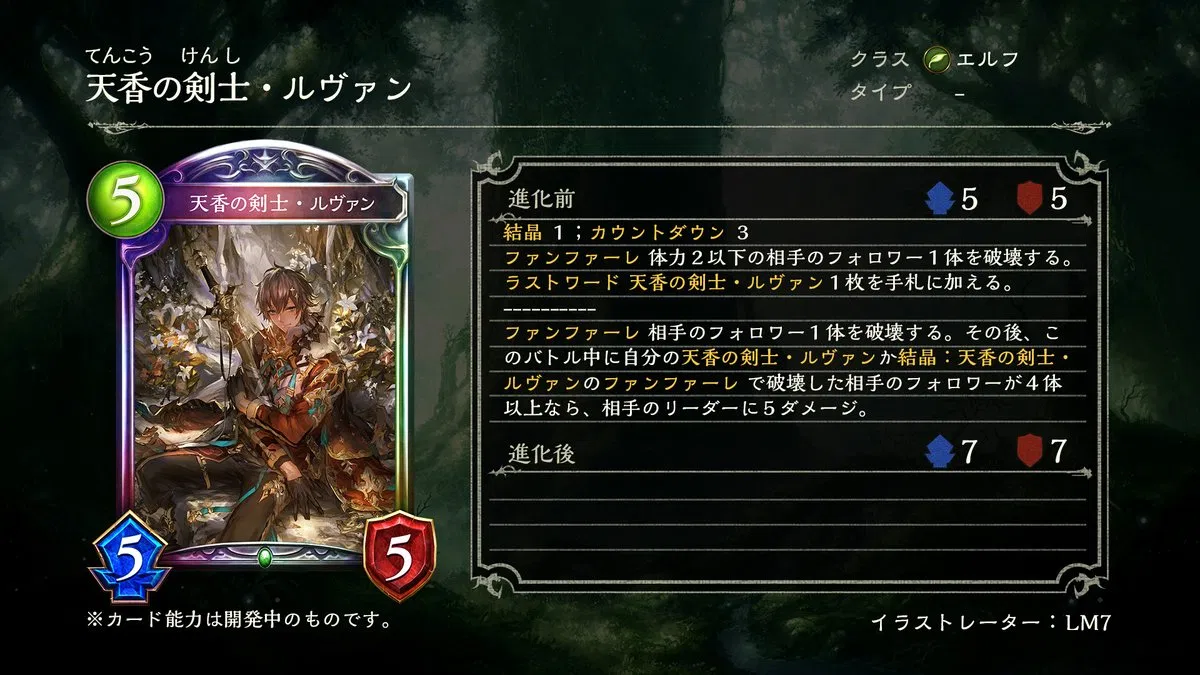 てんこう けんし
天香の剣士・ルヴァン
クラス エルフ
タイプ -
5
天香の剣士・ルヴァン
5
5
進化前 5 5
結晶 1；カウントダウン 3
ファンファーレ 体力2以下の相手のフォロワー1体を破壊する。
ラストワード 天香の剣士・ルヴァン1枚を手札に加える。
----------
ファンファーレ 相手のフォロワー1体を破壊する。その後、こ
のバトル中に自分の天香の剣士・ルヴァンか結晶：天香の剣士・
ルヴァンのファンファーレ で破壊した相手のフォロワーが4体
以上なら、相手のリーダーに5ダメージ。
進化後 7 7
※カード能力は開発中のものです。
イラストレーター：LM7